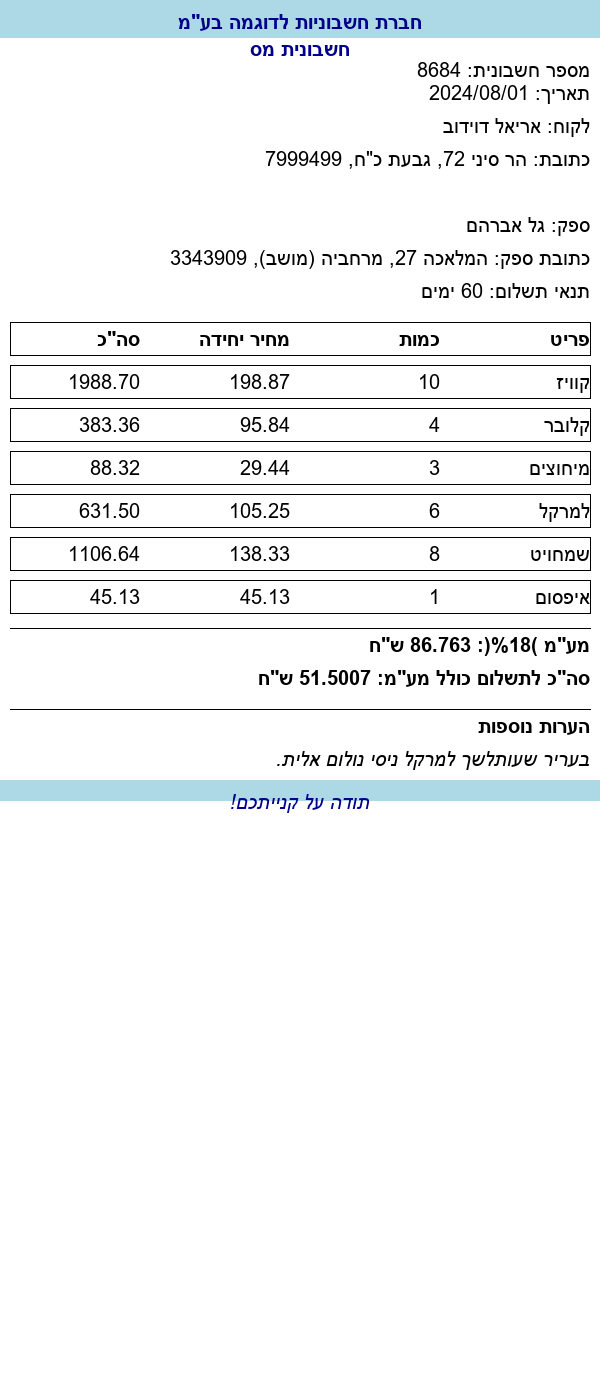 חברת חשבוניות לדוגמה בע"מ
חשבונית מס
מספר חשבונית: 8684
תאריך: 2024/08/01
לקוח: אריאל דוידוב
כתובת: הר סיני 72, גבעת כ"ח, 7999499
ספק: גל אברהם
כתובת ספק: המלאכה 27, מרחביה (מושב), 3343909
תנאי תשלום: 60 ימים
פריט כמות מחיר יחידה סה"כ
קוויז 10 198.87 1988.70
קלובר 4 95.84 383.36
מיחוצים 3 29.44 88.32
למרקל 6 105.25 631.50
שמחויט 8 138.33 1106.64
איפסום 1 45.13 45.13
מע"מ )18%(: 86.763 ש"ח
סה"כ לתשלום כולל מע"מ: 51.5007 ש"ח
הערות נוספות
בעריר שעותלשך למרקל ניסי נולום אלית.
תודה על קנייתכם!